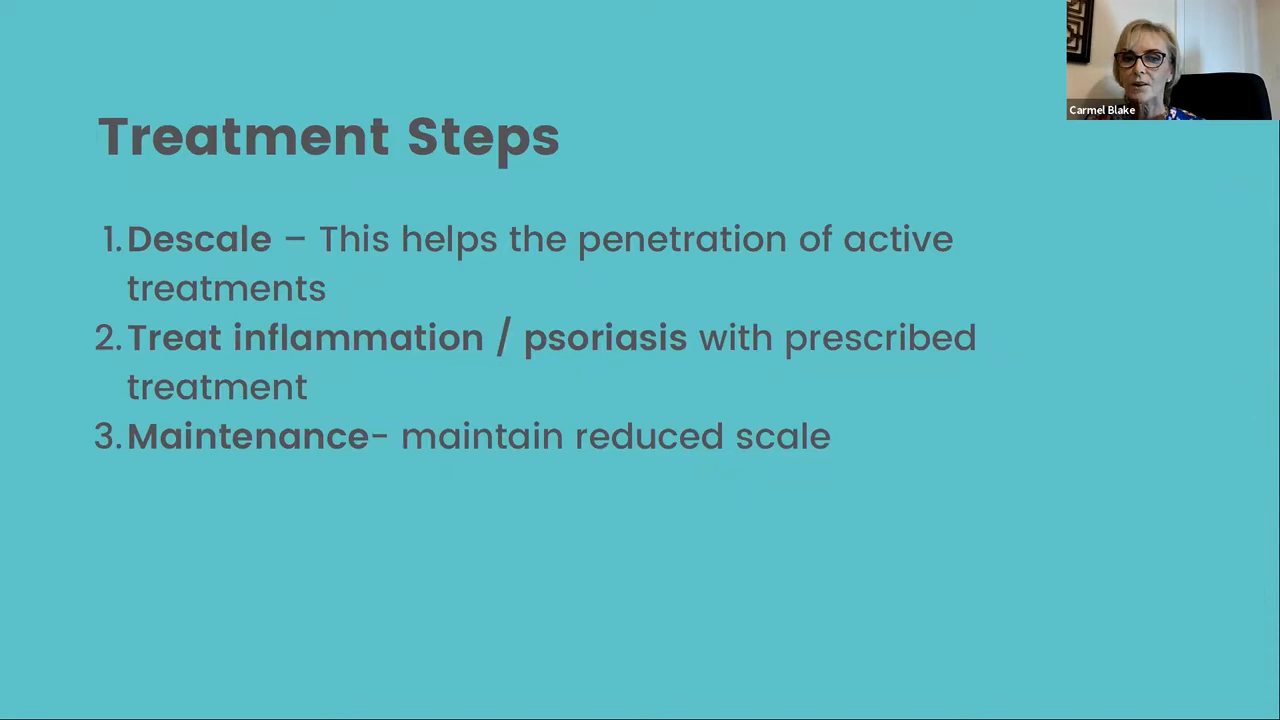 Treatment Steps
1. Descale – This helps the penetration of active
treatments
2. Treat inflammation / psoriasis with prescribed
treatment
3. Maintenance- maintain reduced scale
Carmel Blake